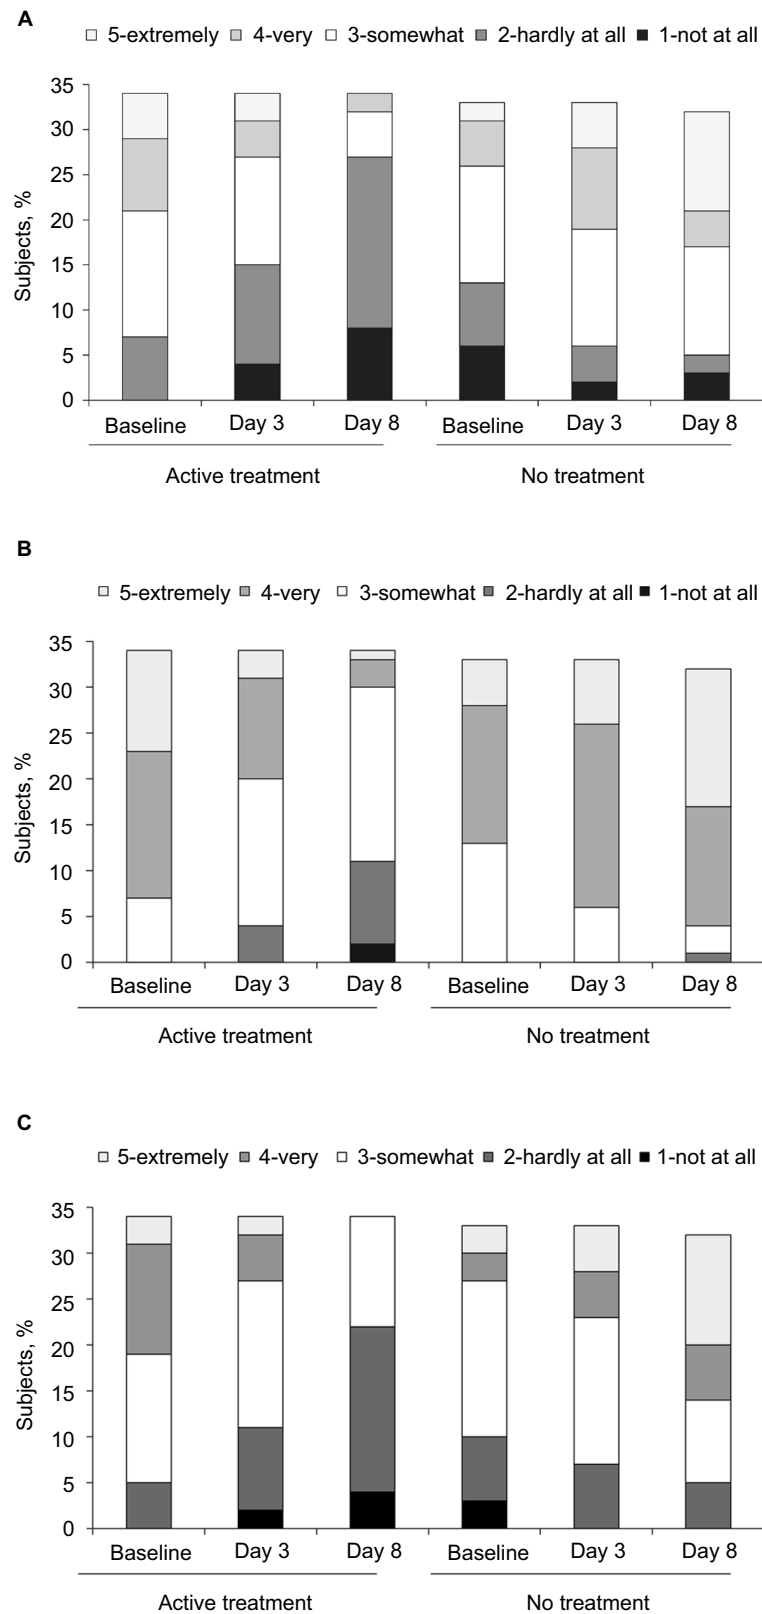 A
5-extremely 4-very 3-somewhat 2-hardly at all 1-not at all
35
30
25
20
15
10
5
0
Subjects, %
Baseline Day 3 Day 8 Baseline Day 3 Day 8
Active treatment No treatment
B
5-extremely 4-very 3-somewhat 2-hardly at all 1-not at all
35
30
25
20
15
10
5
0
Subjects, %
Baseline Day 3 Day 8 Baseline Day 3 Day 8
Active treatment No treatment
C
5-extremely 4-very 3-somewhat 2-hardly at all 1-not at all
35
30
25
20
15
10
5
0
Subjects, %
Baseline Day 3 Day 8 Baseline Day 3 Day 8
Active treatment No treatment